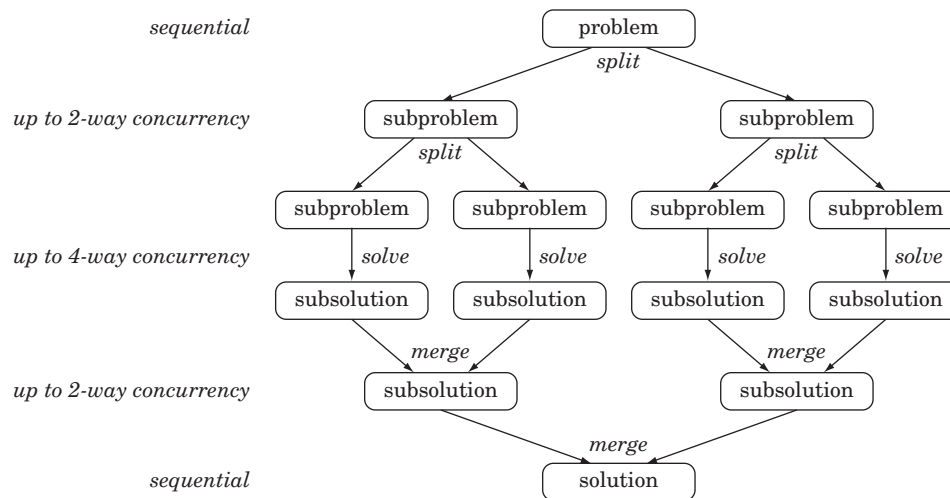 sequential problem
split
up to 2-way concurrency subproblem subproblem
split split
subproblem subproblem subproblem subproblem
up to 4-way concurrency solve solve solve solve
subsolution subsolution subsolution subsolution
merge merge
up to 2-way concurrency subsolution subsolution
merge
sequential solution